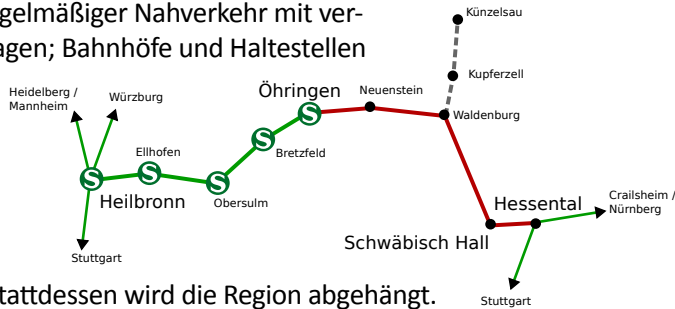 gelmäßiger Nahverkehr mit ver-
agen; Bahnhöfe und Haltestellen
Künzelsau
Kupferzell
Heidelberg /
Mannheim
Würzburg
Öhringen
Neuenstein
Waldenburg
S
S
S
S
S
Ellhofen
Bretzfeld
Heilbronn
Obersulm
Hessental
Crailsheim /
Nürnberg
Schwäbisch Hall
Stuttgart
Stuttgart
tattdessen wird die Region abgehängt.